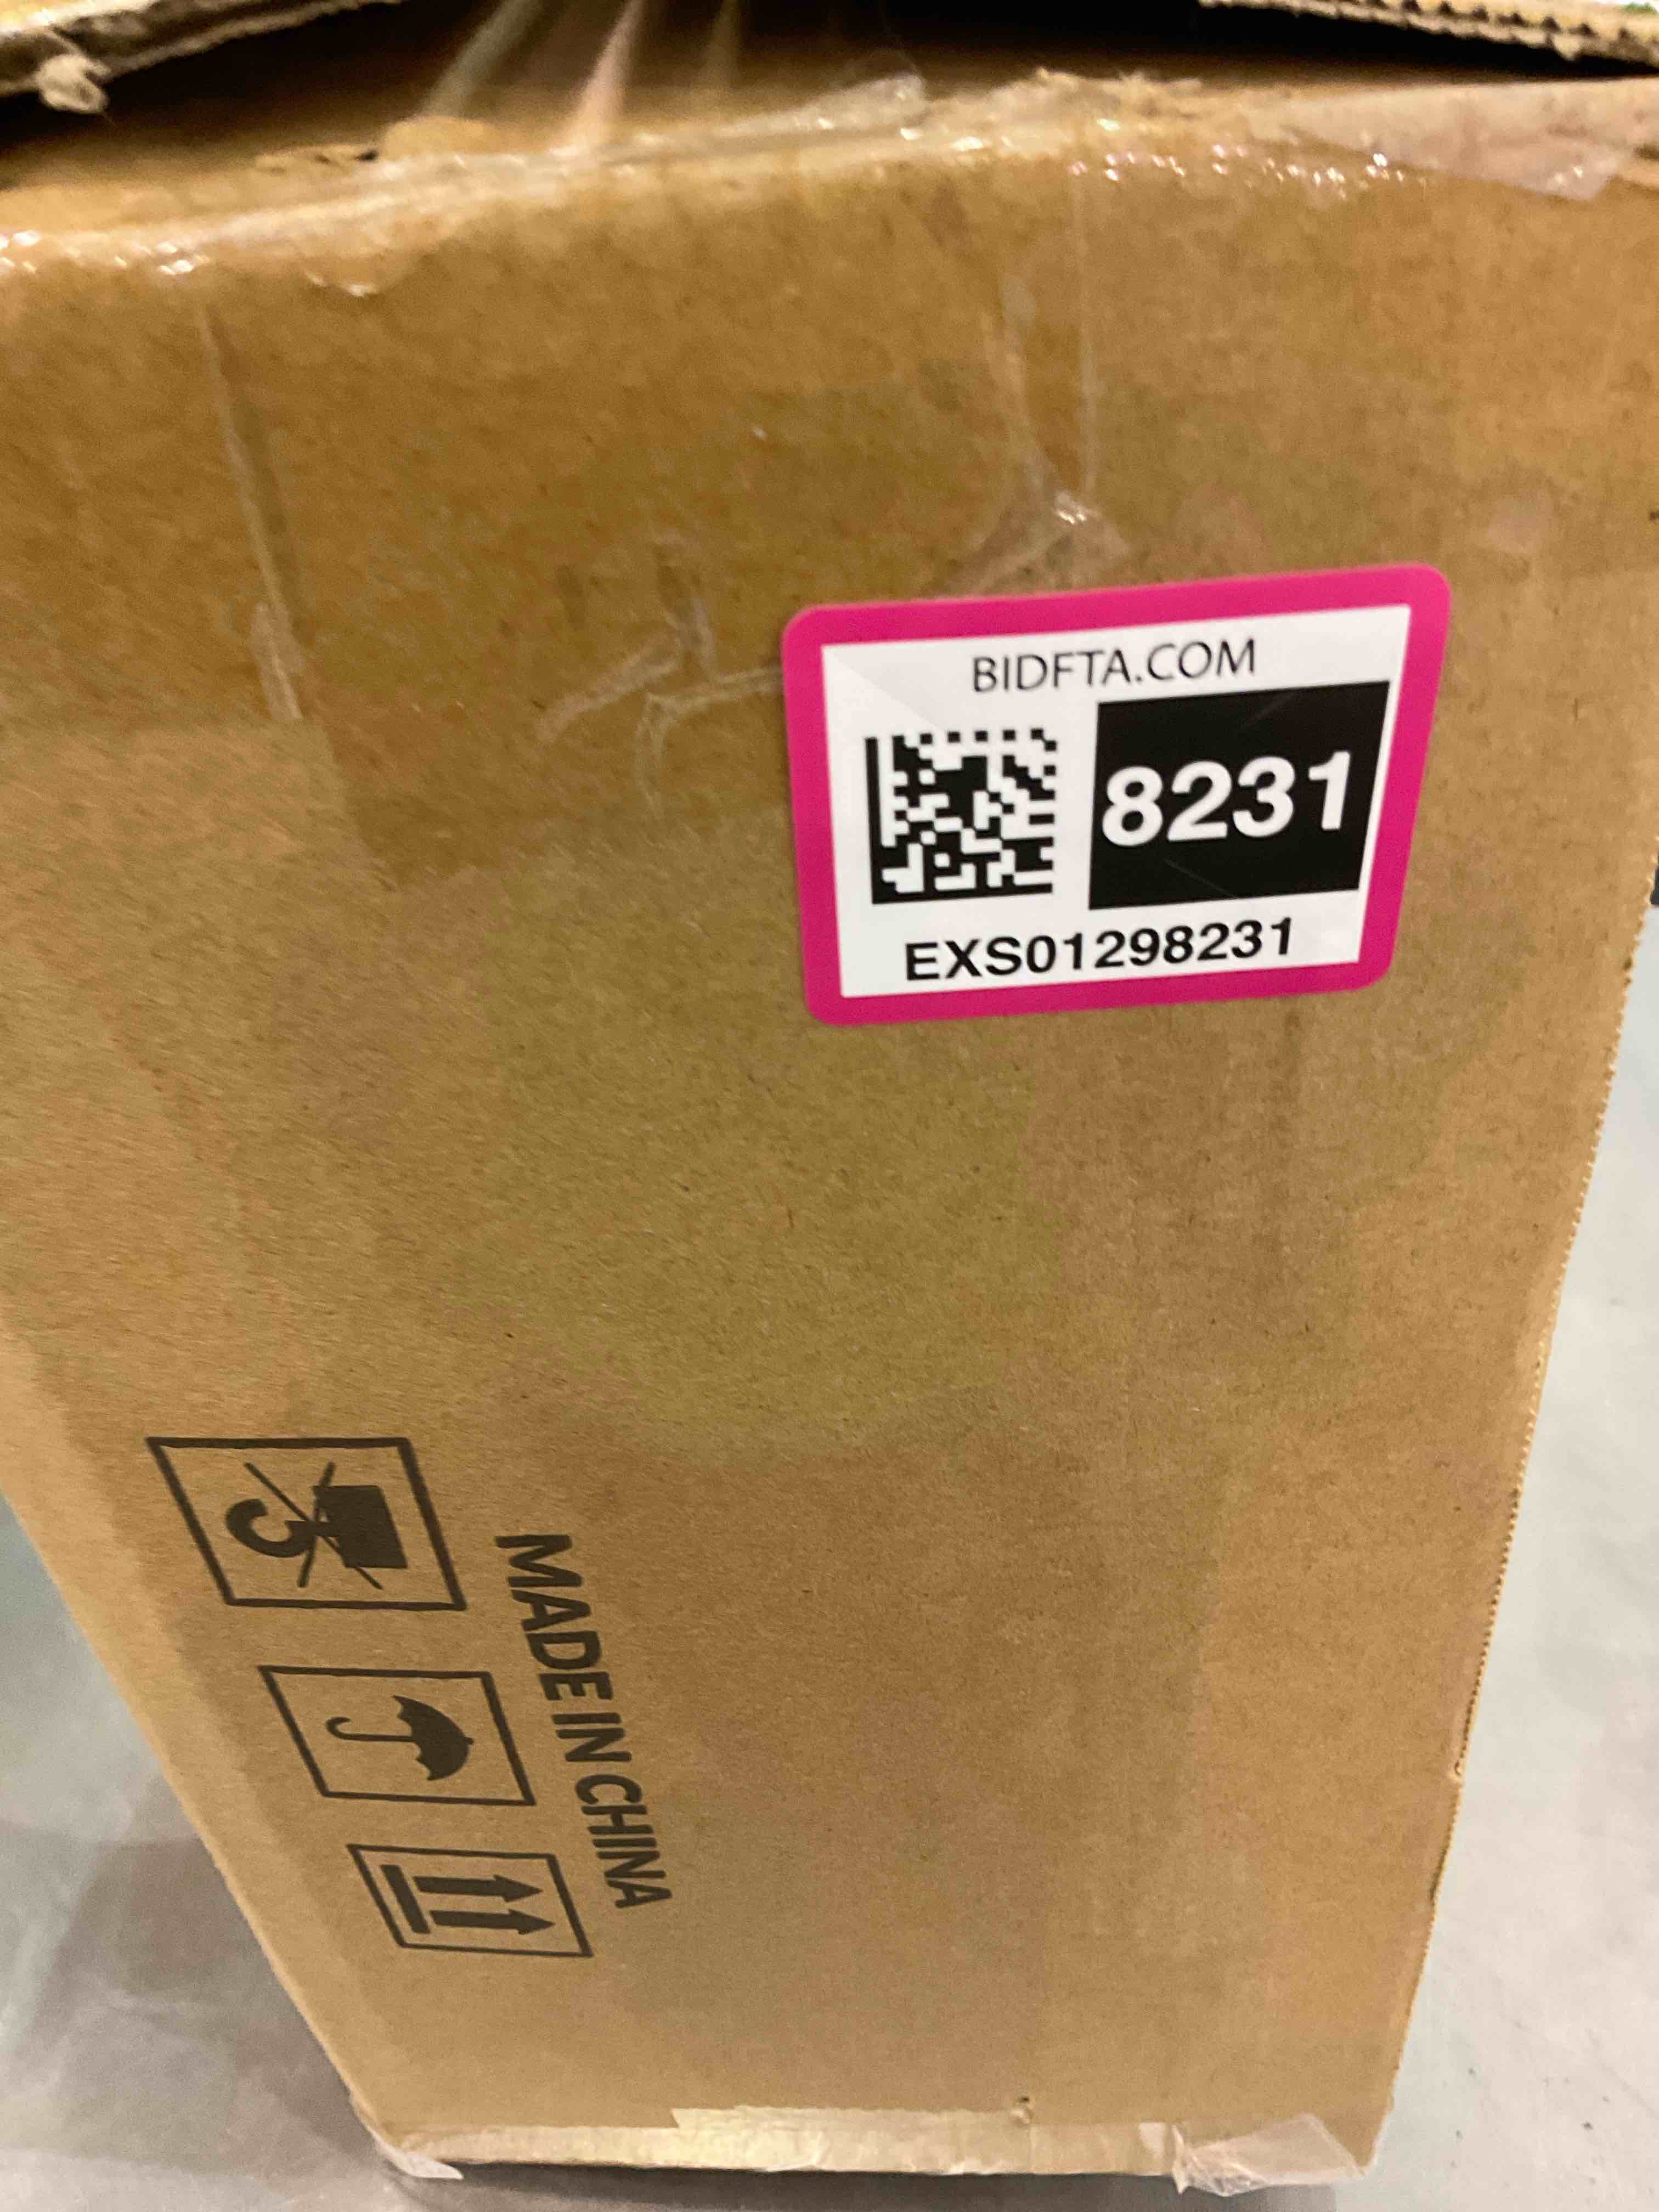 BIDFTA.COM
8231
EXS01298231
MADE IN CHINA